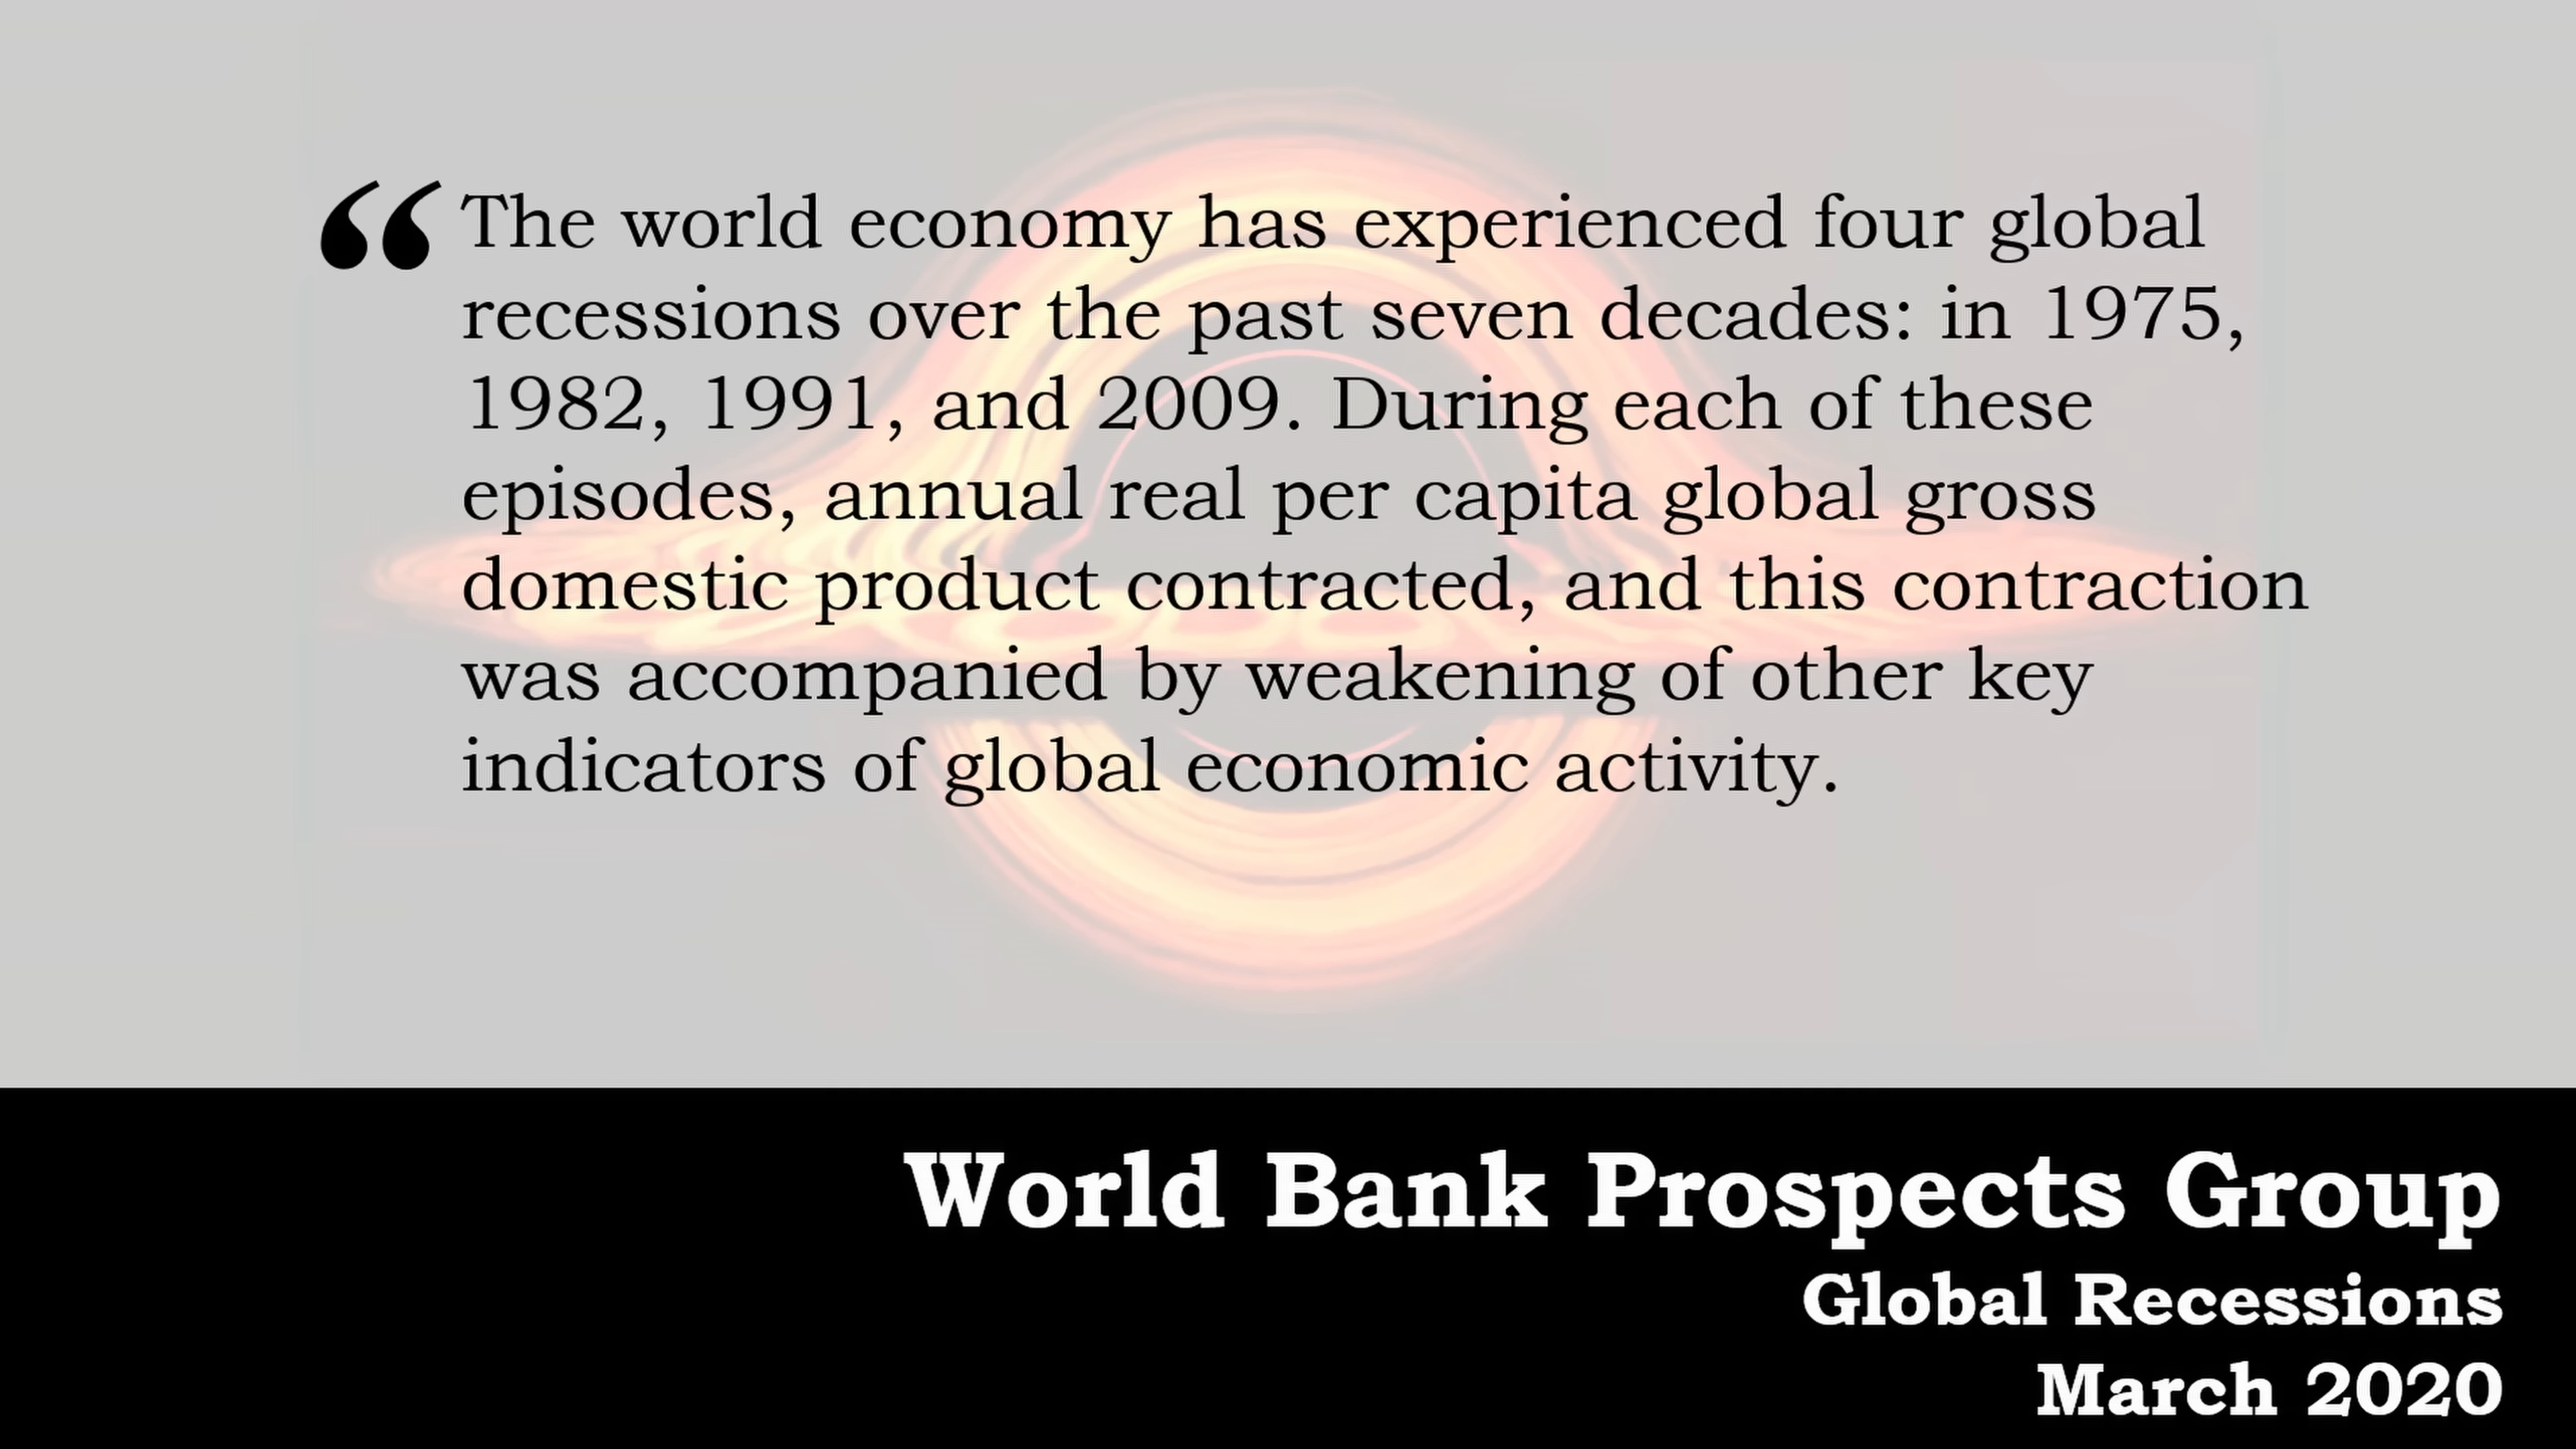 “The world economy has experienced four global
recessions over the past seven decades: in 1975,
1982, 1991, and 2009. During each of these
episodes, annual real per capita global gross
domestic product contracted, and this contraction
was accompanied by weakening of other key
indicators of global economic activity.
World Bank Prospects Group
Global Recessions
March 2020